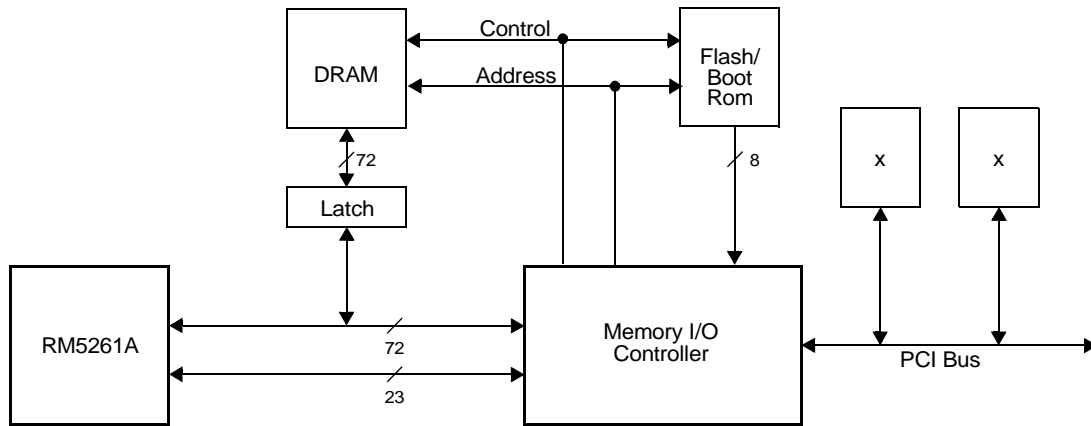 Control
DRAM
Address
Flash/
Boot
Rom
72
8
x
x
Latch
RM5261A
72
23
Memory I/O
Controller
PCI Bus